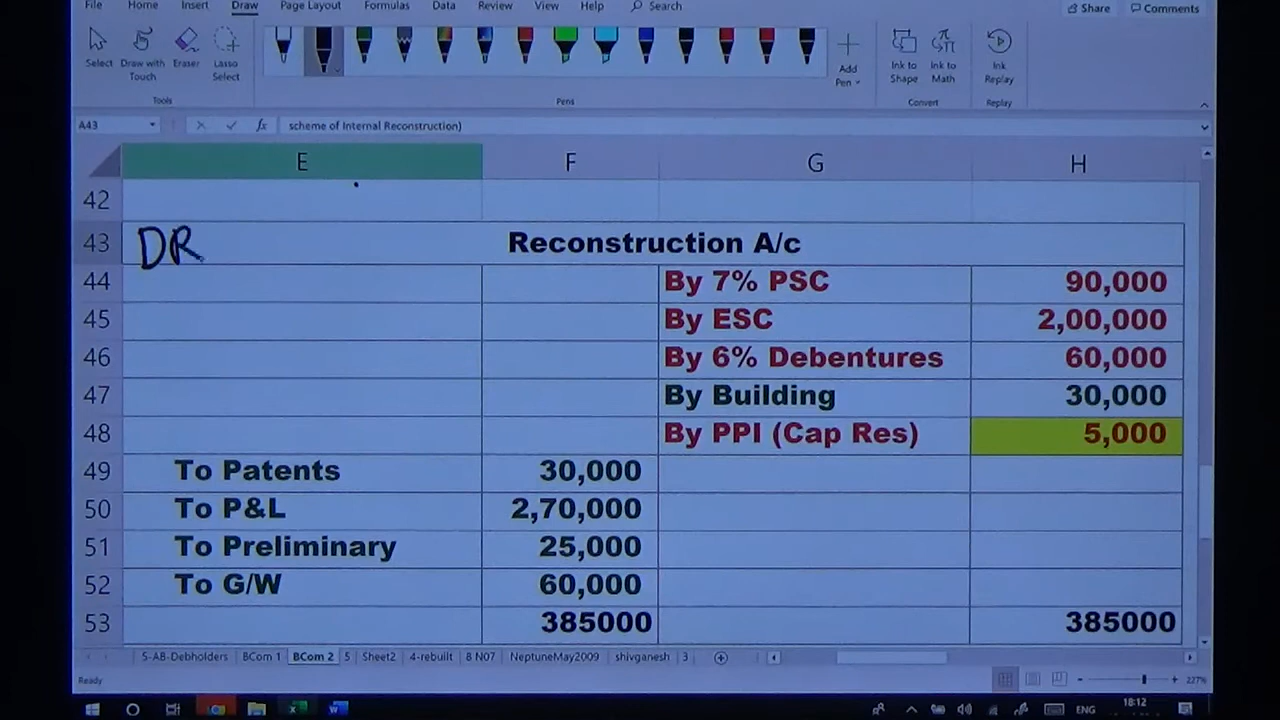 File Home Insert Draw Page Layout Formulas Data Review View Help Search Share Comments
Select Draw with Touch Eraser Lasso Select Add Pen Ink to Shape Ink to Math Ink Replay
Tools Pens Convert Replay
A43 fx scheme of Internal Reconstruction)
E F G H
42
43 DR Reconstruction A/c
44 By 7% PSC 90,000
45 By ESC 2,00,000
46 By 6% Debentures 60,000
47 By Building 30,000
48 By PPI (Cap Res) 5,000
49 To Patents 30,000
50 To P&L 2,70,000
51 To Preliminary 25,000
52 To G/W 60,000
53 385000 385000
5-AB-Debholders BCom 1 BCom 2 5 Sheet2 4-rebuilt 8 N07 NeptuneMay2009 shivganesh 3
Ready 227%
ENG 18:12